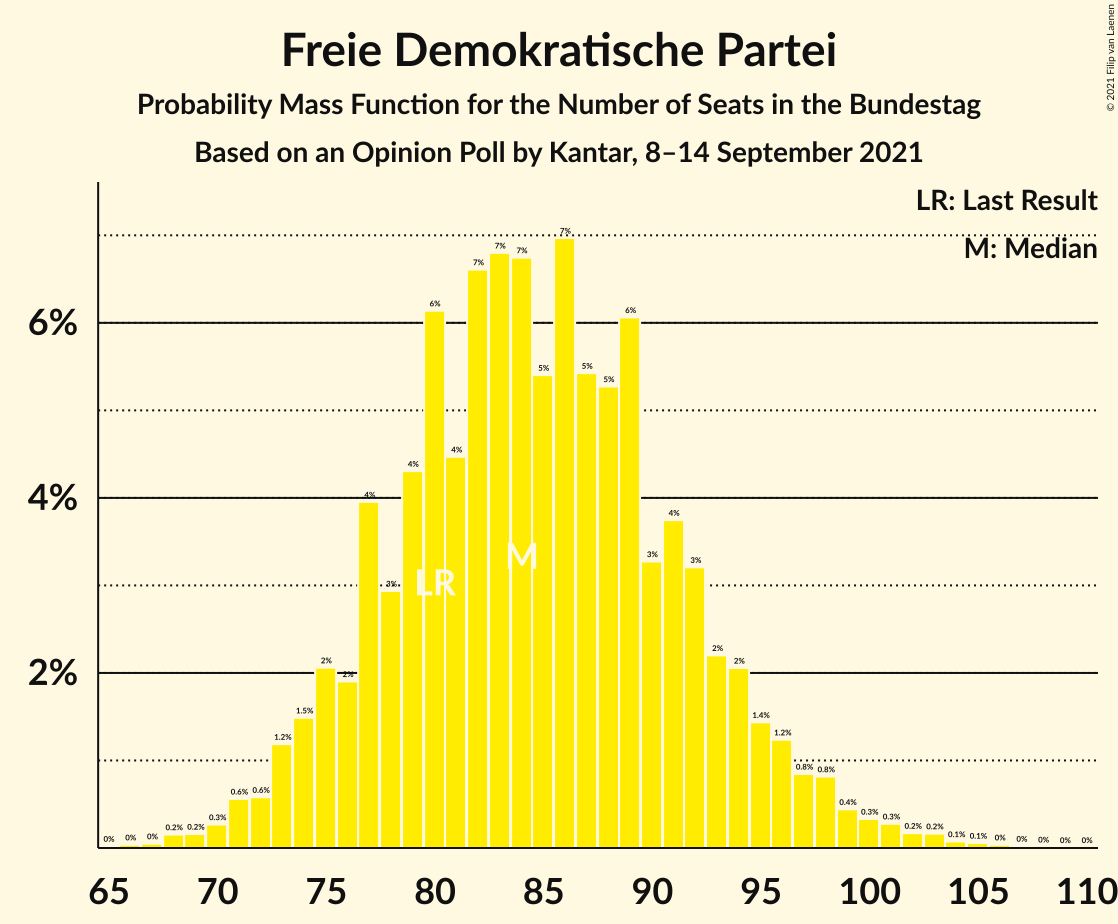 Freie Demokratische Partei
Probability Mass Function for the Number of Seats in the Bundestag
Based on an Opinion Poll by Kantar, 8–14 September 2021
© 2021 Filip van Laenen
LR: Last Result
M: Median
6%
4%
2%
0% 0% 0% 0.2% 0.2% 0.3% 0.6% 0.6% 1.2% 1.5% 2% 2% 4% 3% 4% 6% 4% 7% 7% 7% 5% 7% 5% 5% 6% 3% 4% 3% 2% 2% 1.4% 1.2% 0.8% 0.8% 0.4% 0.3% 0.3% 0.2% 0.2% 0.1% 0.1% 0% 0% 0% 0% 0%
LR
M
65 70 75 80 85 90 95 100 105 110